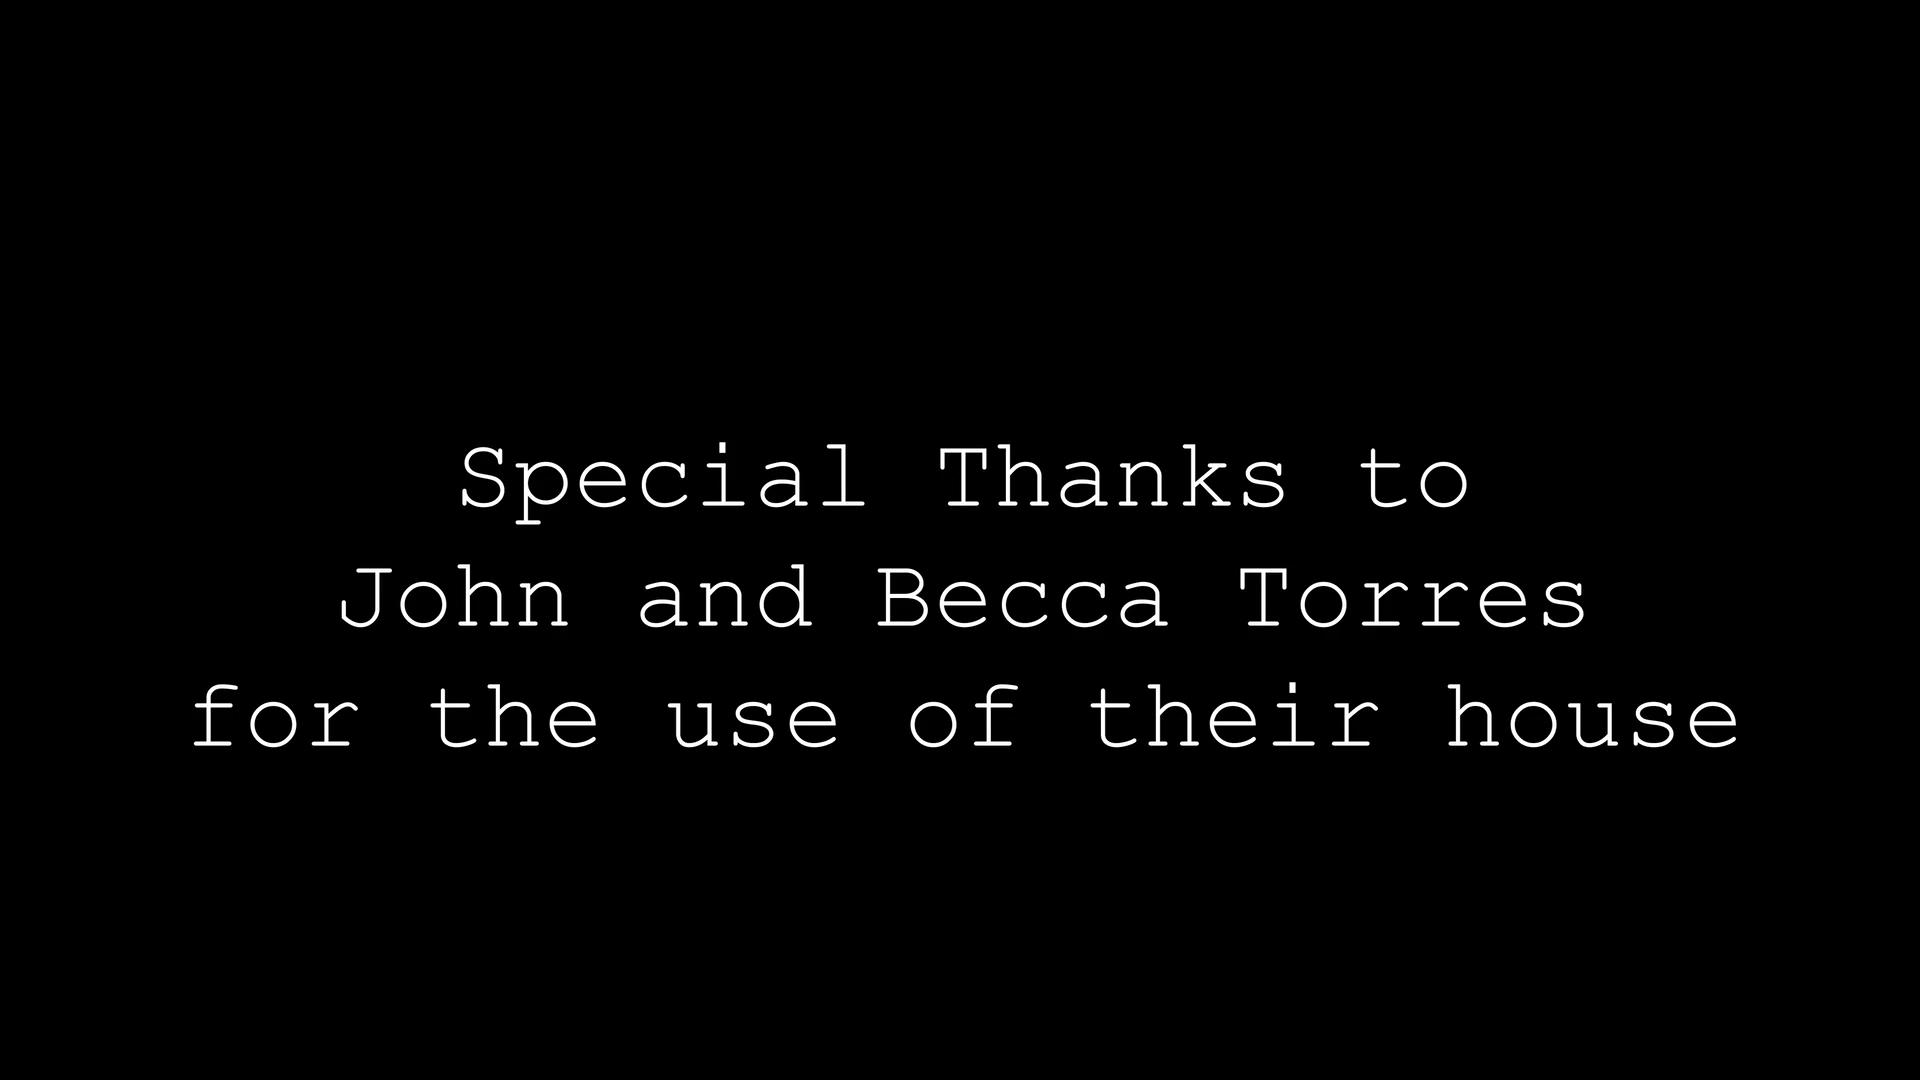 Special Thanks to
John and Becca Torres
for the use of their house